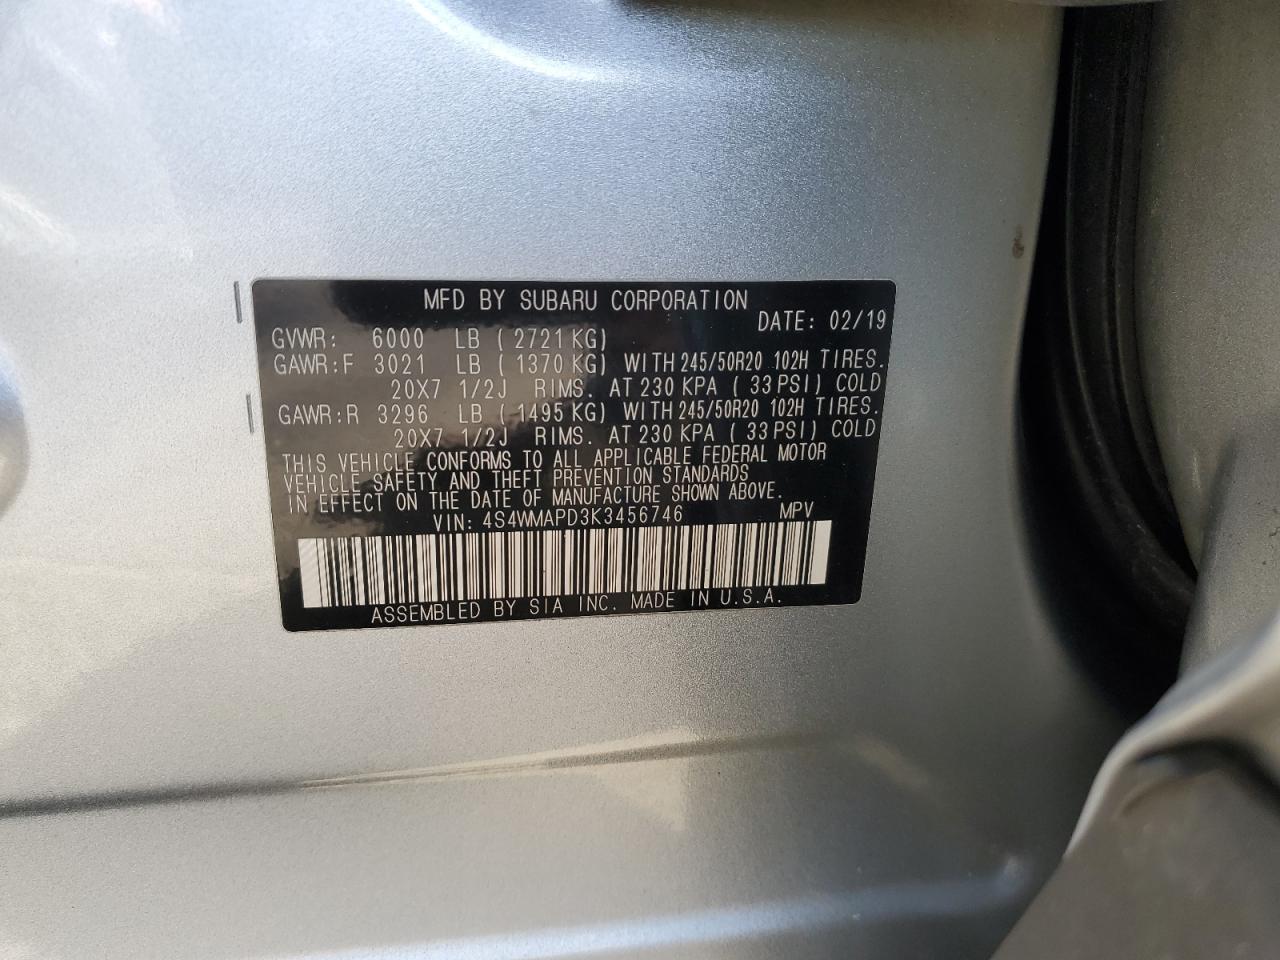 MFD BY SUBARU CORPORATION
DATE: 02/19
GVWR: 6000 LB ( 2721 KG)
GAWR:F 3021 LB ( 1370 KG) WITH 245/50R20 102H TIRES.
20X7 1/2J RIMS. AT 230 KPA ( 33 PSI) COLD
GAWR:R 3296 LB ( 1495 KG) WITH 245/50R20 102H TIRES.
20X7 1/2J RIMS. AT 230 KPA ( 33 PSI) COLD
THIS VEHICLE CONFORMS TO ALL APPLICABLE FEDERAL MOTOR
VEHICLE SAFETY AND THEFT PREVENTION STANDARDS
IN EFFECT ON THE DATE OF MANUFACTURE SHOWN ABOVE.
VIN: 4S4WMAPD3K3456746 MPV
ASSEMBLED BY SIA INC. MADE IN U.S.A.